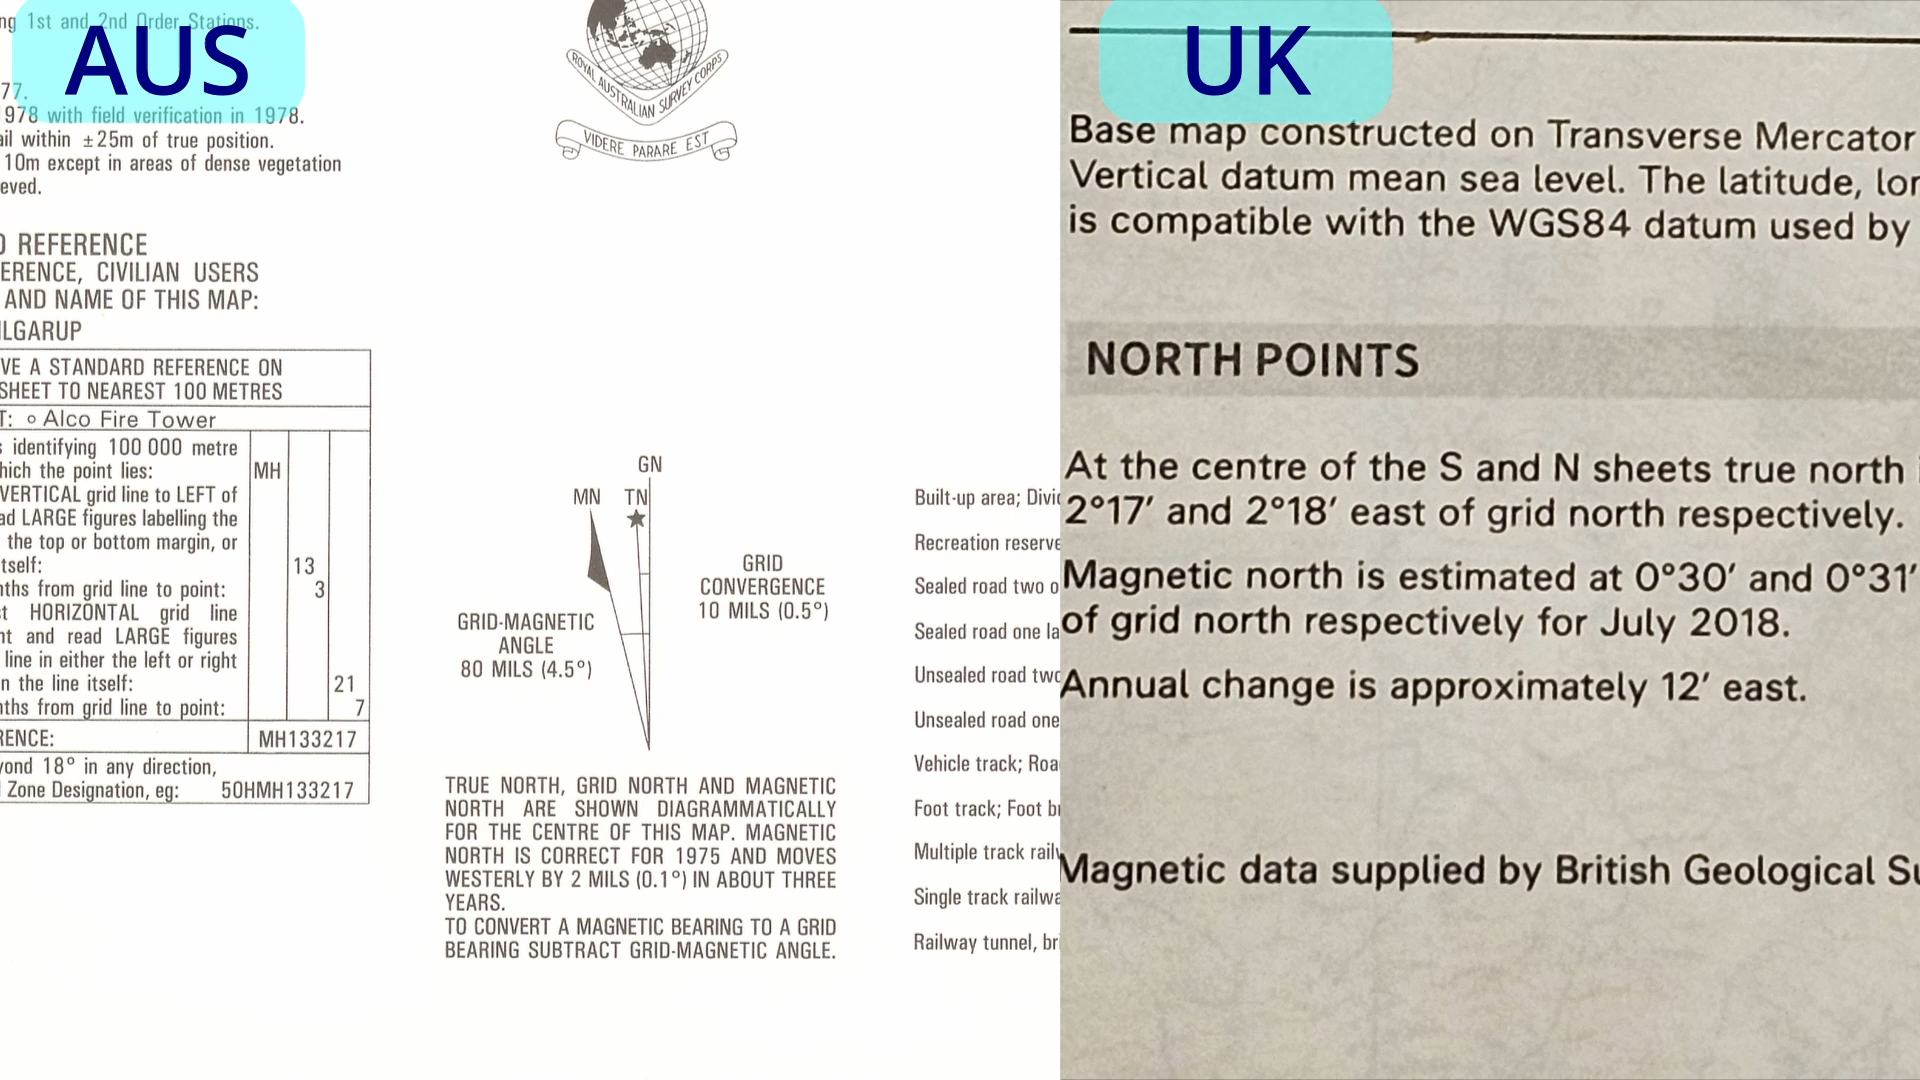 AUS
ng 1st and 2nd Order Stations.
77.
1978 with field verification in 1978.
ail within ±25m of true position.
10m except in areas of dense vegetation
eved.
REFERENCE
ERENCE, CIVILIAN USERS
AND NAME OF THIS MAP:
LGARUP
VE A STANDARD REFERENCE ON
SHEET TO NEAREST 100 METRES
T: Alco Fire Tower
s identifying 100 000 metre
hich the point lies: MH
VERTICAL grid line to LEFT of
ad LARGE figures labelling the
the top or bottom margin, or
tself: 13
nths from grid line to point: 3
st HORIZONTAL grid line
nt and read LARGE figures
line in either the left or right
n the line itself: 21
nths from grid line to point: 7
RENCE: MH133217
yond 18° in any direction,
Zone Designation, eg: 50HMH133217
ROYAL AUSTRALIAN SURVEY CORPS
VIDERE PARARE EST
GN
MN TN
GRID
CONVERGENCE
10 MILS (0.5°)
GRID-MAGNETIC
ANGLE
80 MILS (4.5°)
TRUE NORTH, GRID NORTH AND MAGNETIC
NORTH ARE SHOWN DIAGRAMMATICALLY
FOR THE CENTRE OF THIS MAP. MAGNETIC
NORTH IS CORRECT FOR 1975 AND MOVES
WESTERLY BY 2 MILS (0.1°) IN ABOUT THREE
YEARS.
TO CONVERT A MAGNETIC BEARING TO A GRID
BEARING SUBTRACT GRID-MAGNETIC ANGLE.
Built-up area; Divi
Recreation reserve
Sealed road two o
Sealed road one la
Unsealed road two
Unsealed road one
Vehicle track; Roa
Foot track; Foot b
Multiple track rail
Single track railwa
Railway tunnel, bri
UK
Base map constructed on Transverse Mercator
Vertical datum mean sea level. The latitude, lon
is compatible with the WGS84 datum used by
NORTH POINTS
At the centre of the S and N sheets true north i
2°17′ and 2°18′ east of grid north respectively.
Magnetic north is estimated at 0°30′ and 0°31′
of grid north respectively for July 2018.
Annual change is approximately 12′ east.
Magnetic data supplied by British Geological Su